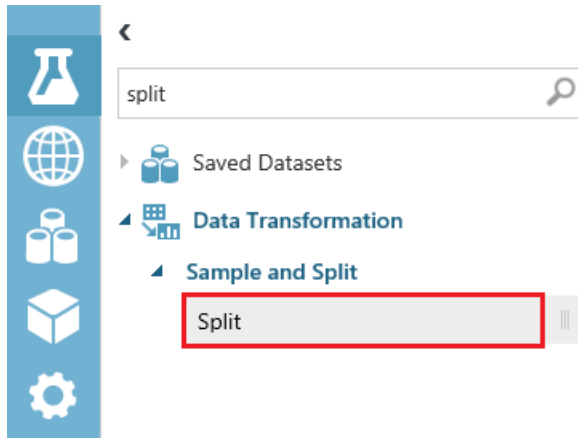 split
Saved Datasets
Data Transformation
Sample and Split
Split